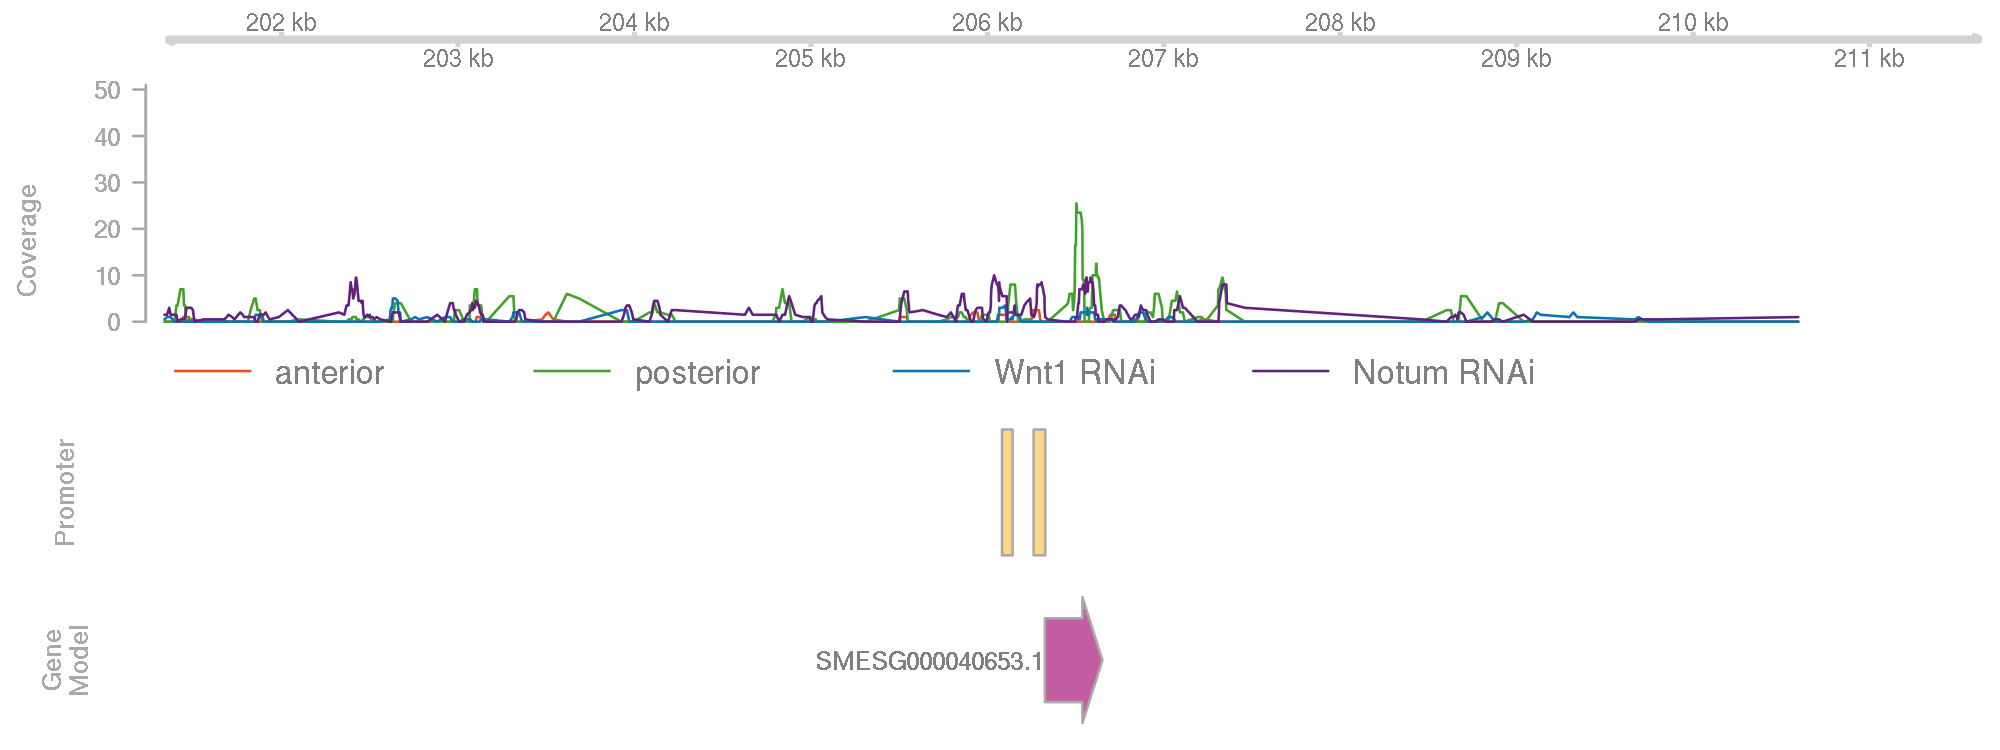 202 kb 204 kb 206 kb 208 kb 210 kb
203 kb 205 kb 207 kb 209 kb 211 kb
Coverage
50
40
30
20
10
0
anterior posterior Wnt1 RNAi Notum RNAi
Promoter
Gene
Model
SMESG000040653.1